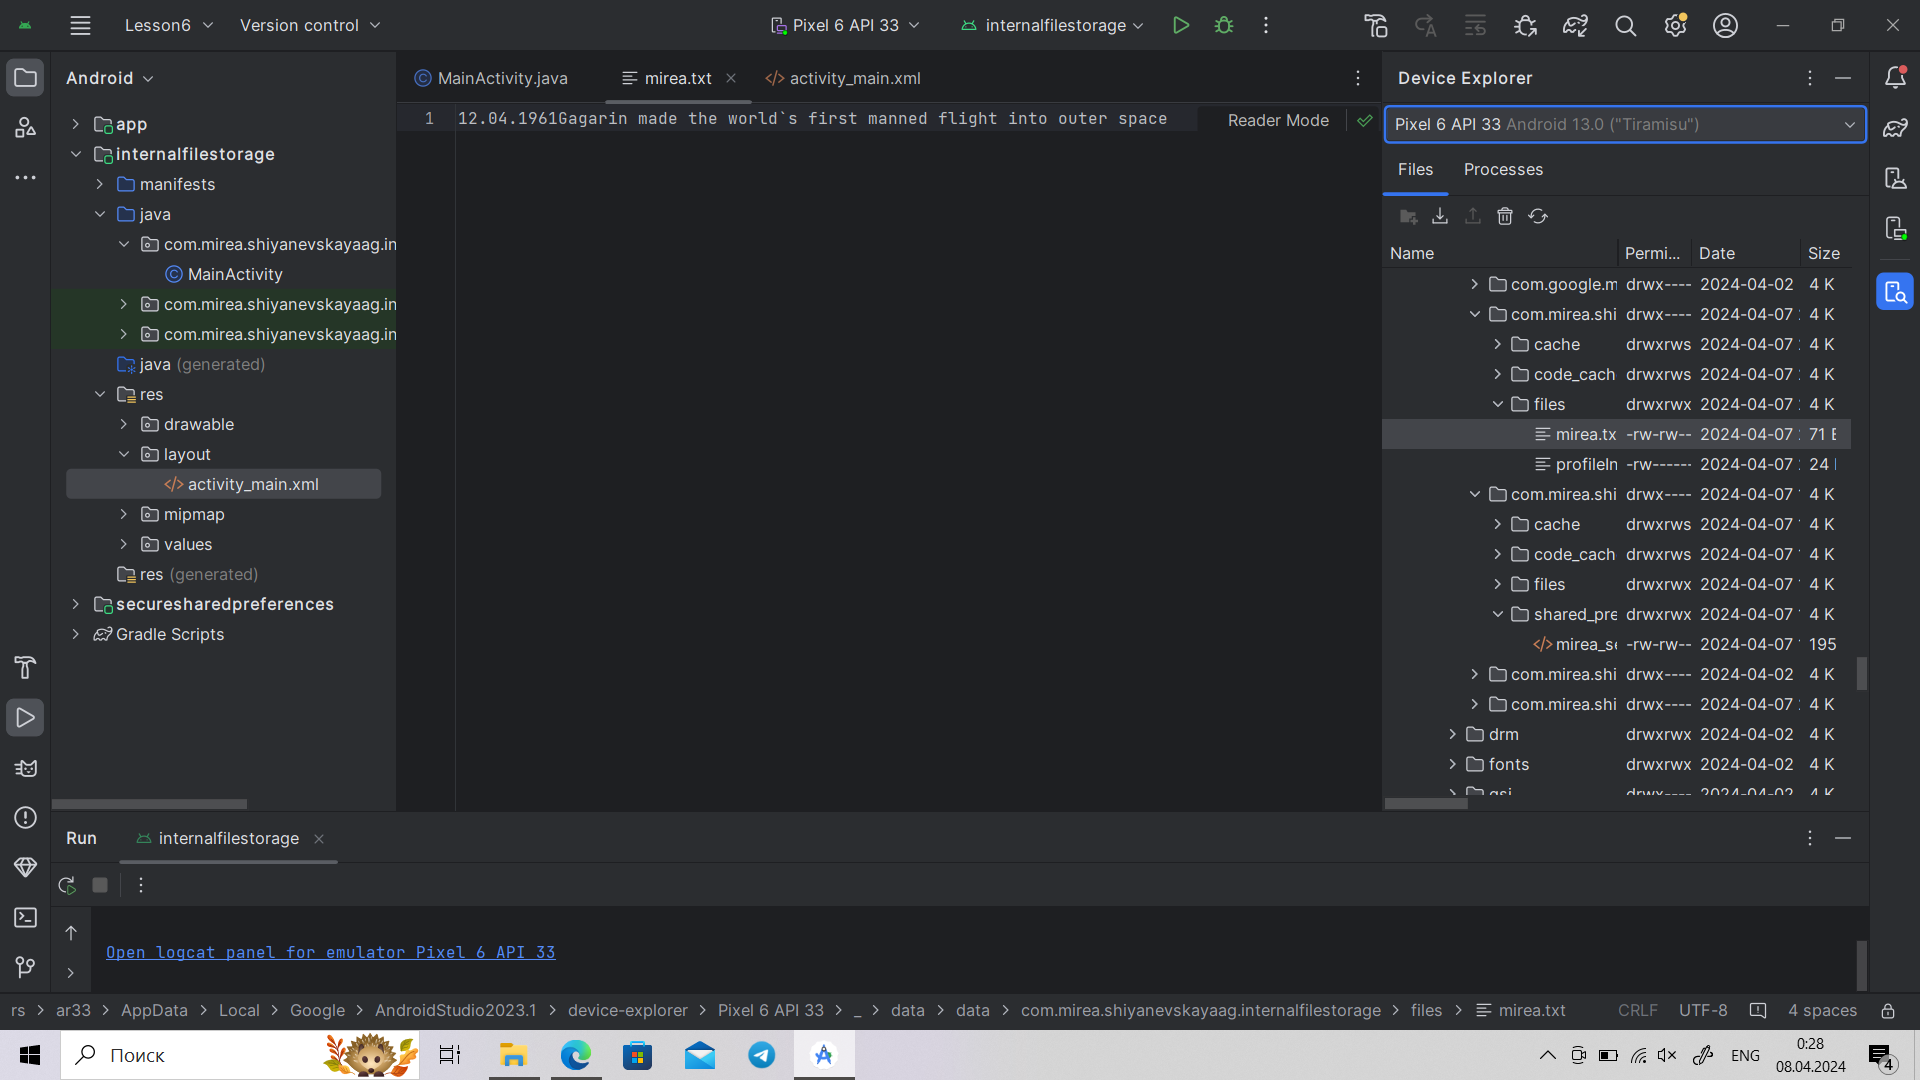 Lesson6 Version control Pixel 6 API 33 internalfilestorage
Android MainActivity.java mirea.txt activity_main.xml Device Explorer
1 12.04.1961Gagarin made the world`s first manned flight into outer space Reader Mode
Pixel 6 API 33 Android 13.0 ("Tiramisu")
Files Processes
Name Permi... Date Size
app
internalfilestorage
manifests
java
com.mirea.shiyanevskayaag.in
MainActivity
com.mirea.shiyanevskayaag.in
com.mirea.shiyanevskayaag.in
java (generated)
res
drawable
layout
activity_main.xml
mipmap
values
res (generated)
securesharedpreferences
Gradle Scripts
com.google.m drwx---- 2024-04-02 4 K
com.mirea.shi drwx---- 2024-04-07 4 K
cache drwxrws 2024-04-07 4 K
code_cach drwxrws 2024-04-07 4 K
files drwxrwx 2024-04-07 4 K
mirea.tx -rw-rw-- 2024-04-07 71
profileIn -rw------ 2024-04-07 24
com.mirea.shi drwx---- 2024-04-07 4 K
cache drwxrws 2024-04-07 4 K
code_cach drwxrws 2024-04-07 4 K
files drwxrwx 2024-04-07 4 K
shared_pre drwxrwx 2024-04-07 4 K
mirea_se -rw-rw-- 2024-04-07 195
com.mirea.shi drwx---- 2024-04-02 4 K
com.mirea.shi drwx---- 2024-04-07 4 K
drm drwxrwx 2024-04-02 4 K
fonts drwxrwx 2024-04-02 4 K
gsi drwxrwx 2024-04-02 4 K
Run internalfilestorage
Open logcat panel for emulator Pixel 6 API 33
rs > ar33 > AppData > Local > Google > AndroidStudio2023.1 > device-explorer > Pixel 6 API 33 > _ > data > data > com.mirea.shiyanevskayaag.internalfilestorage > files > mirea.txt CRLF UTF-8 4 spaces
Поиск ENG 0:28
08.04.2024 4